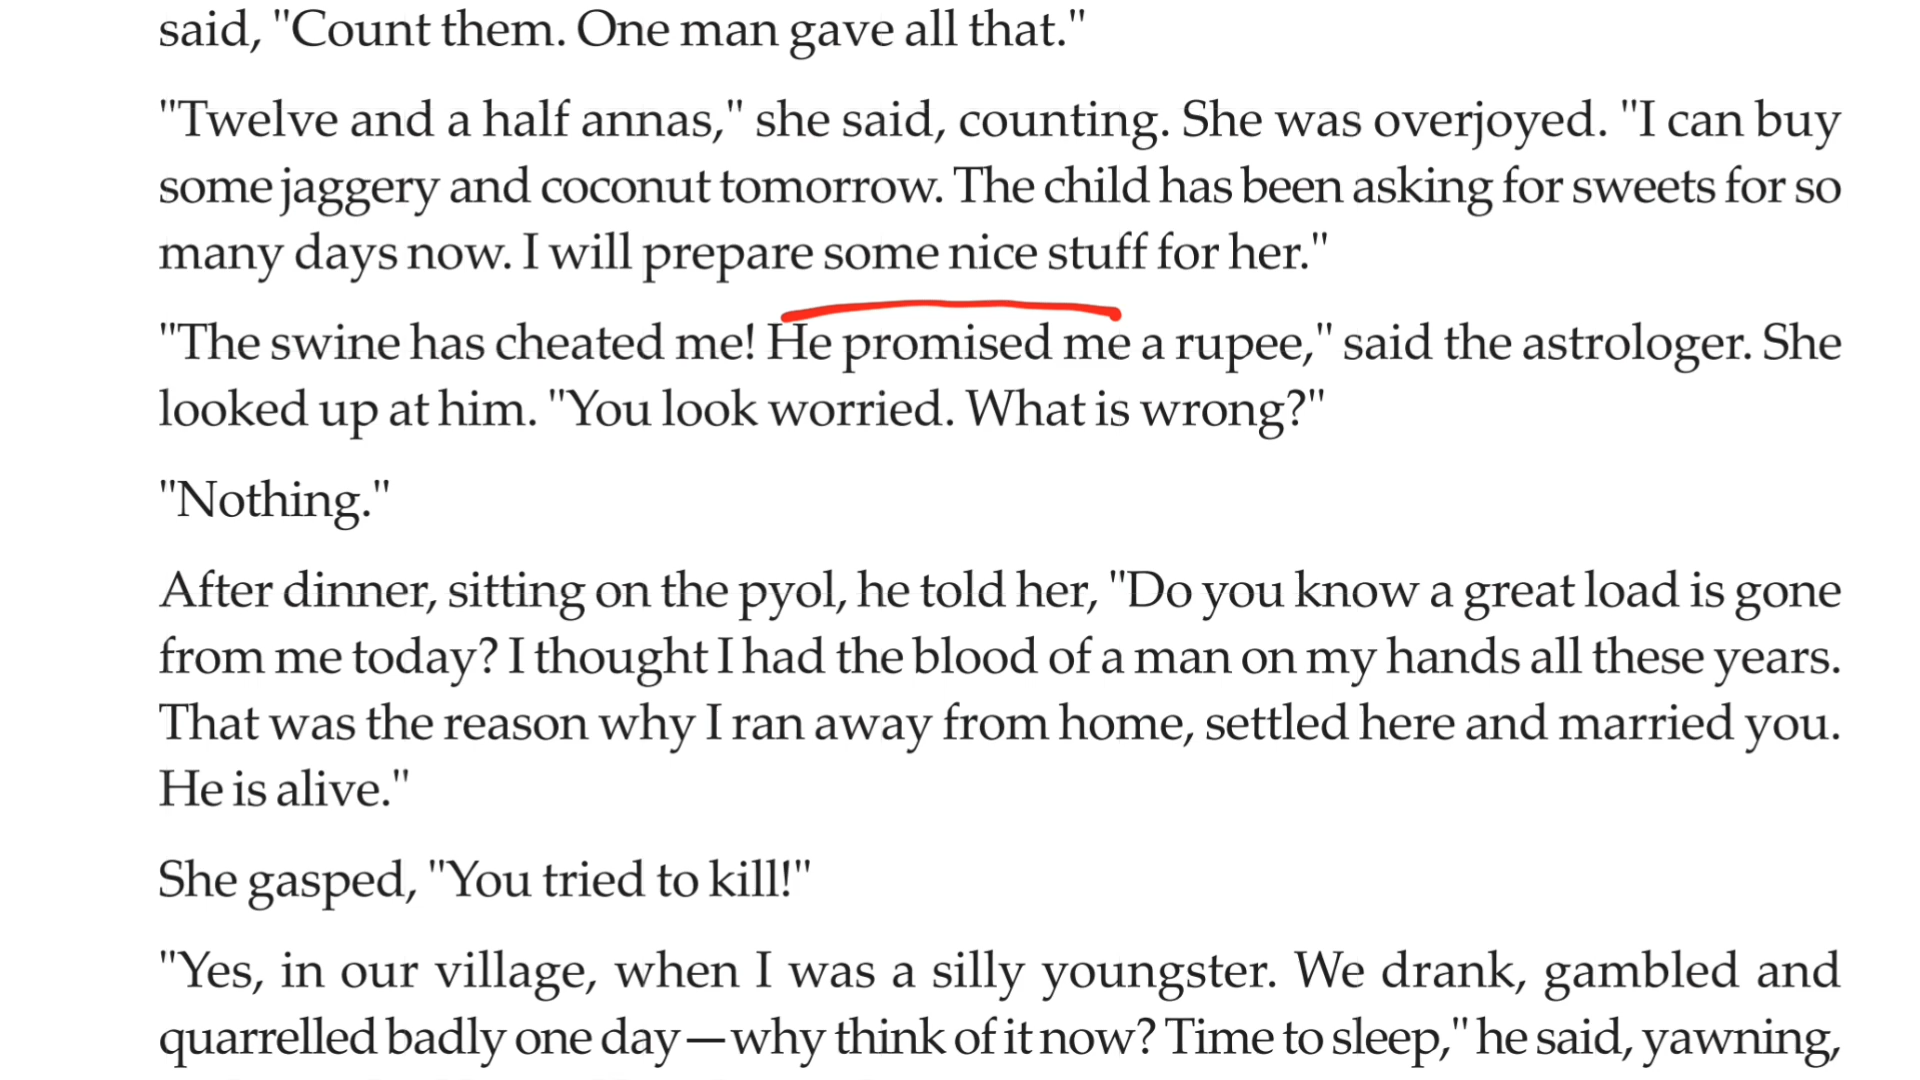 said, "Count them. One man gave all that."
"Twelve and a half annas," she said, counting. She was overjoyed. "I can buy
some jaggery and coconut tomorrow. The child has been asking for sweets for so
many days now. I will prepare some nice stuff for her."
"The swine has cheated me! He promised me a rupee," said the astrologer. She
looked up at him. "You look worried. What is wrong?"
"Nothing."
After dinner, sitting on the pyol, he told her, "Do you know a great load is gone
from me today? I thought I had the blood of a man on my hands all these years.
That was the reason why I ran away from home, settled here and married you.
He is alive."
She gasped, "You tried to kill!"
"Yes, in our village, when I was a silly youngster. We drank, gambled and
quarrelled badly one day—why think of it now? Time to sleep," he said, yawning,